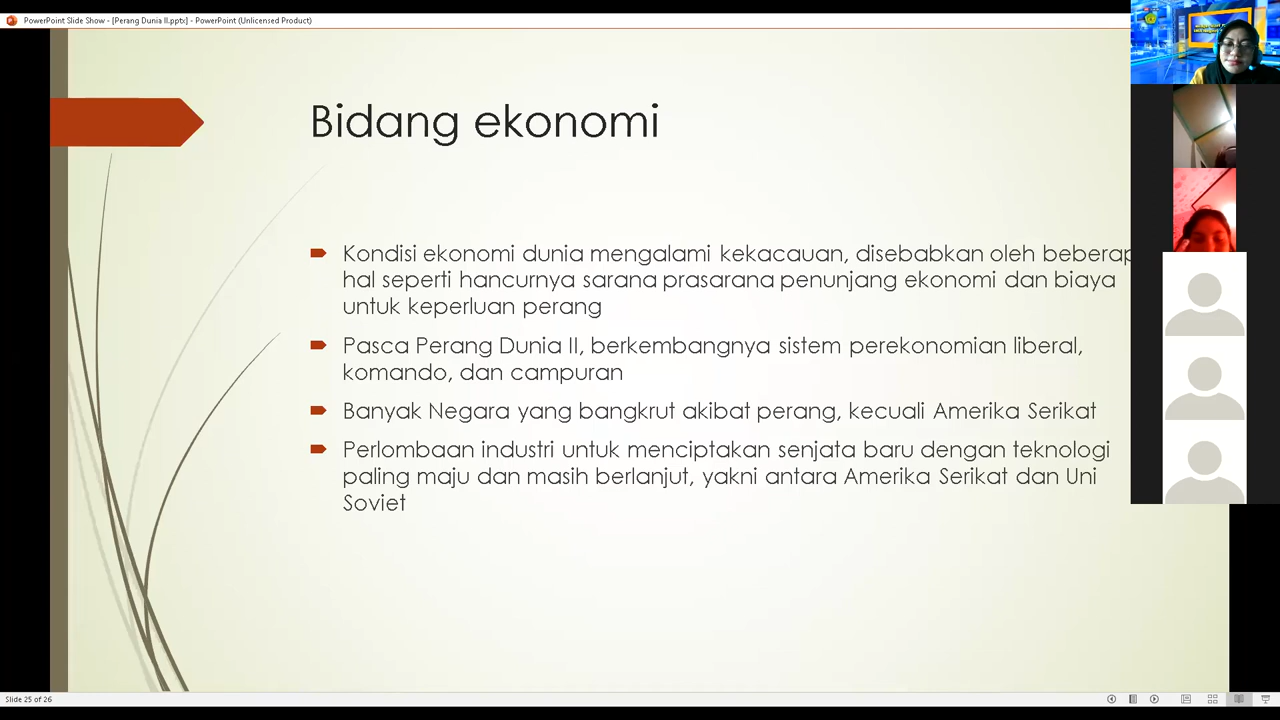 PowerPoint Slide Show - [Perang Dunia II.pptx] - PowerPoint (Unlicensed Product)
Bidang ekonomi
Kondisi ekonomi dunia mengalami kekacauan, disebabkan oleh beberap
hal seperti hancurnya sarana prasarana penunjang ekonomi dan biaya
untuk keperluan perang
Pasca Perang Dunia II, berkembangnya sistem perekonomian liberal,
komando, dan campuran
Banyak Negara yang bangkrut akibat perang, kecuali Amerika Serikat
Perlombaan industri untuk menciptakan senjata baru dengan teknologi
paling maju dan masih berlanjut, yakni antara Amerika Serikat dan Uni
Soviet
Slide 25 of 26